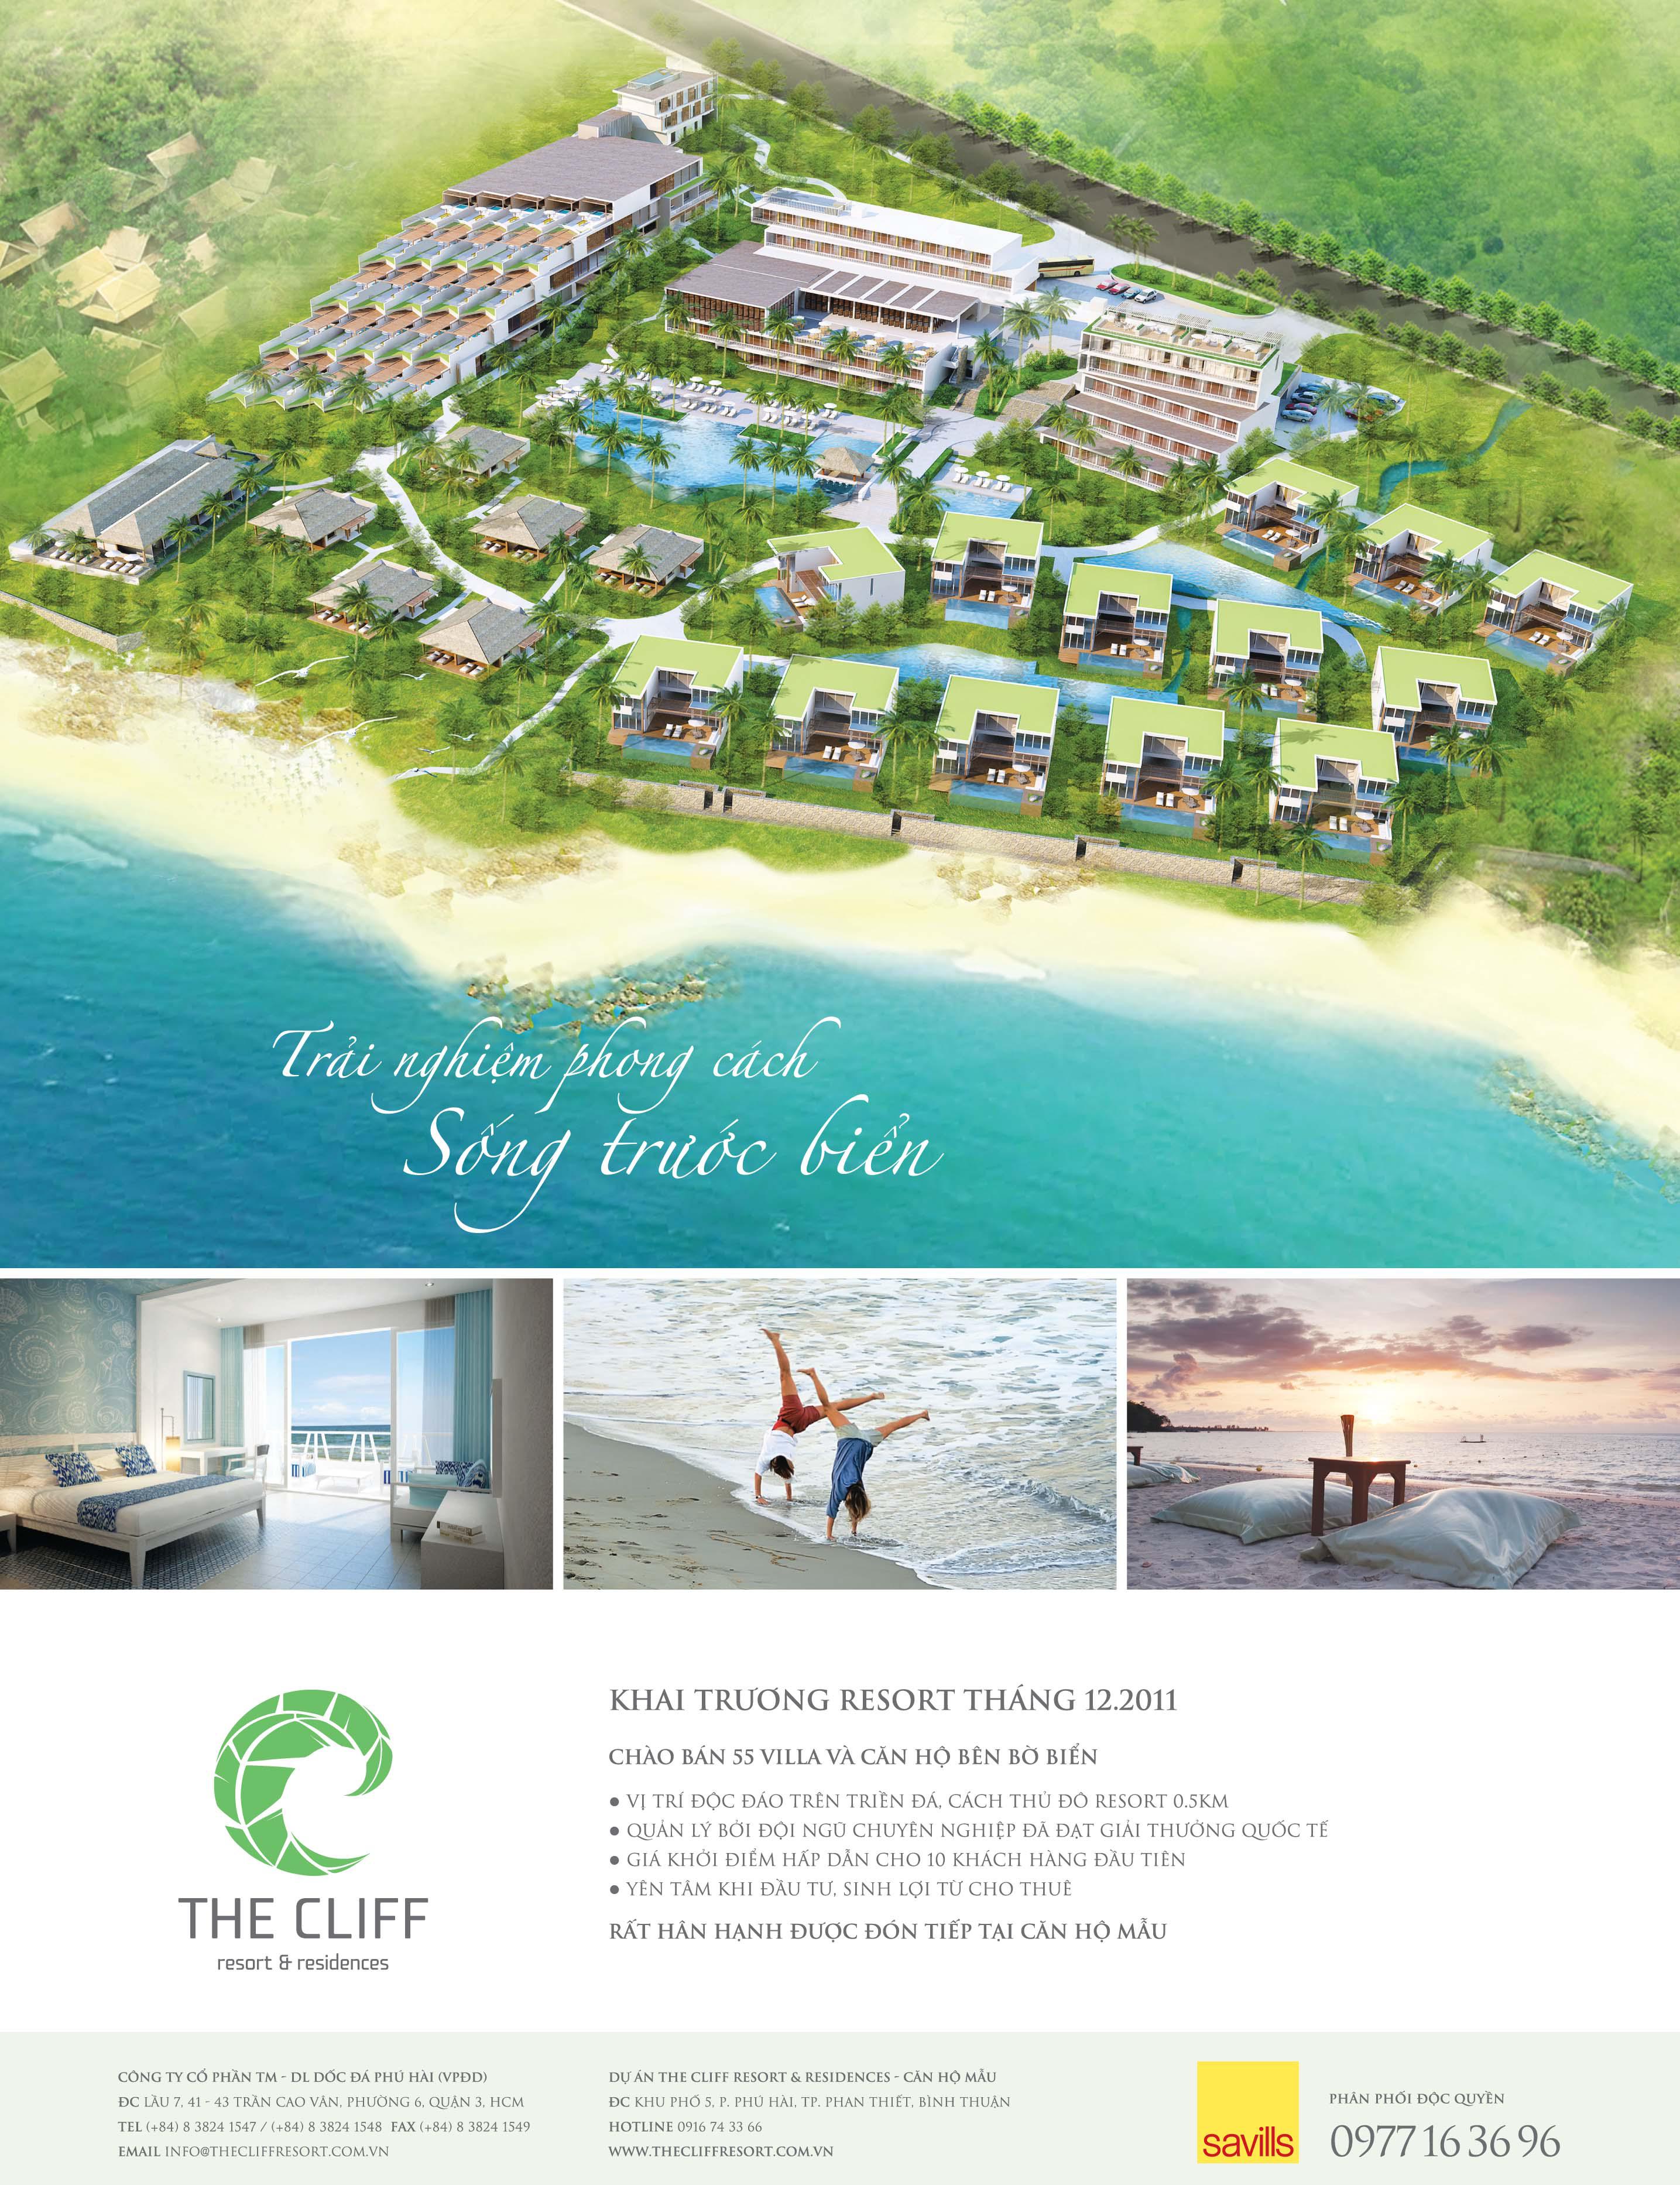 Trải nghiệm phong cách
Sống trước biển
KHAI TRƯƠNG RESORT THÁNG 12.2011
CHÀO BÁN 55 VILLA VÀ CĂN HỘ BÊN BỜ BIỂN
● VỊ TRÍ ĐỘC ĐÁO TRÊN TRIỀN ĐÁ, CÁCH THỦ ĐÔ RESORT 0.5KM
● QUẢN LÝ BỞI ĐỘI NGŨ CHUYÊN NGHIỆP ĐÃ ĐẠT GIẢI THƯỞNG QUỐC TẾ
● GIÁ KHỞI ĐIỂM HẤP DẪN CHO 10 KHÁCH HÀNG ĐẦU TIÊN
● YÊN TÂM KHI ĐẦU TƯ, SINH LỢI TỪ CHO THUÊ
RẤT HÂN HẠNH ĐƯỢC ĐÓN TIẾP TẠI CĂN HỘ MẪU
THE CLIFF
resort & residences
CÔNG TY CỔ PHẦN TM - DL DỐC ĐÁ PHÚ HÀI (VPĐD)
ĐC LẦU 7, 41 - 43 TRẦN CAO VÂN, PHƯỜNG 6, QUẬN 3, HCM
TEL (+84) 8 3824 1547 / (+84) 8 3824 1548 FAX (+84) 8 3824 1549
EMAIL INFO@THECLIFFRESORT.COM.VN
DỰ ÁN THE CLIFF RESORT & RESIDENCES - CĂN HỘ MẪU
ĐC KHU PHỐ 5, P. PHÚ HÀI, TP. PHAN THIẾT, BÌNH THUẬN
HOTLINE 0916 74 33 66
WWW.THECLIFFRESORT.COM.VN
savills
PHÂN PHỐI ĐỘC QUYỀN
0977 16 36 96